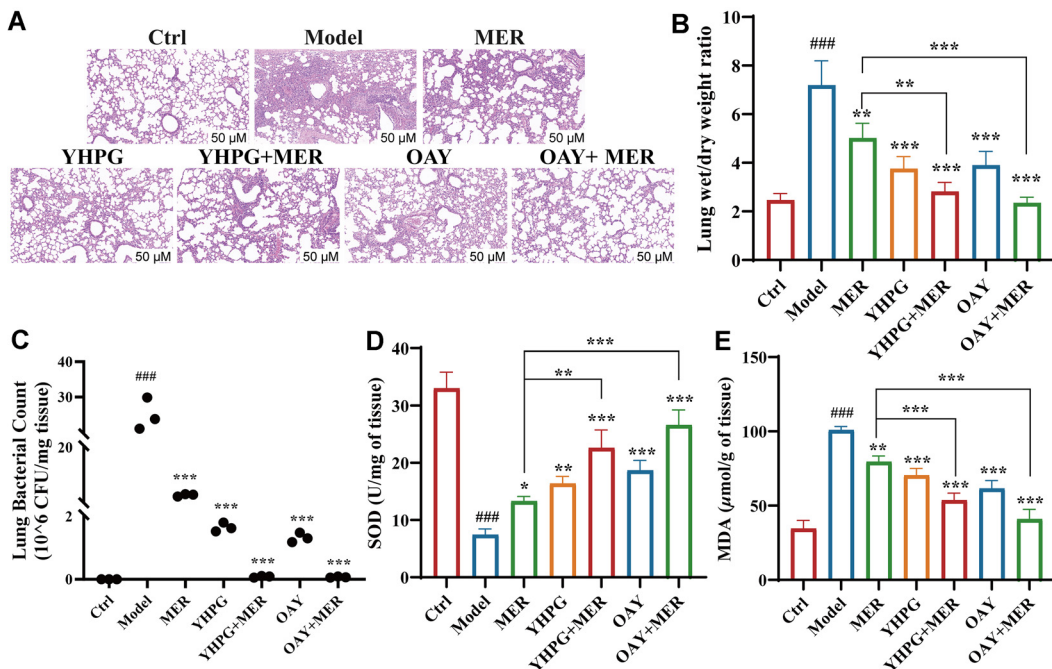 A
Ctrl Model MER
50 μM 50 μM 50 μM
YHPG YHPG+MER OAY OAY+ MER
50 μM 50 μM 50 μM 50 μM
B
Lung wet/dry weight ratio
10
8
6
4
2
0
###
**
***
***
***
***
**
***
Ctrl
Model
MER
YHPG
YHPG+MER
OAY
OAY+MER
C
Lung Bacterial Count
(10^6 CFU/mg tissue)
40
30
20
2
0
###
***
***
***
***
***
Ctrl
Model
MER
YHPG
YHPG+MER
OAY
OAY+MER
D
SOD (U/mg of tissue)
40
30
20
10
0
###
*
**
***
***
***
**
***
Ctrl
Model
MER
YHPG
YHPG+MER
OAY
OAY+MER
E
MDA (μmol/g of tissue)
150
100
50
0
###
**
***
***
***
***
***
***
Ctrl
Model
MER
YHPG
YHPG+MER
OAY
OAY+MER